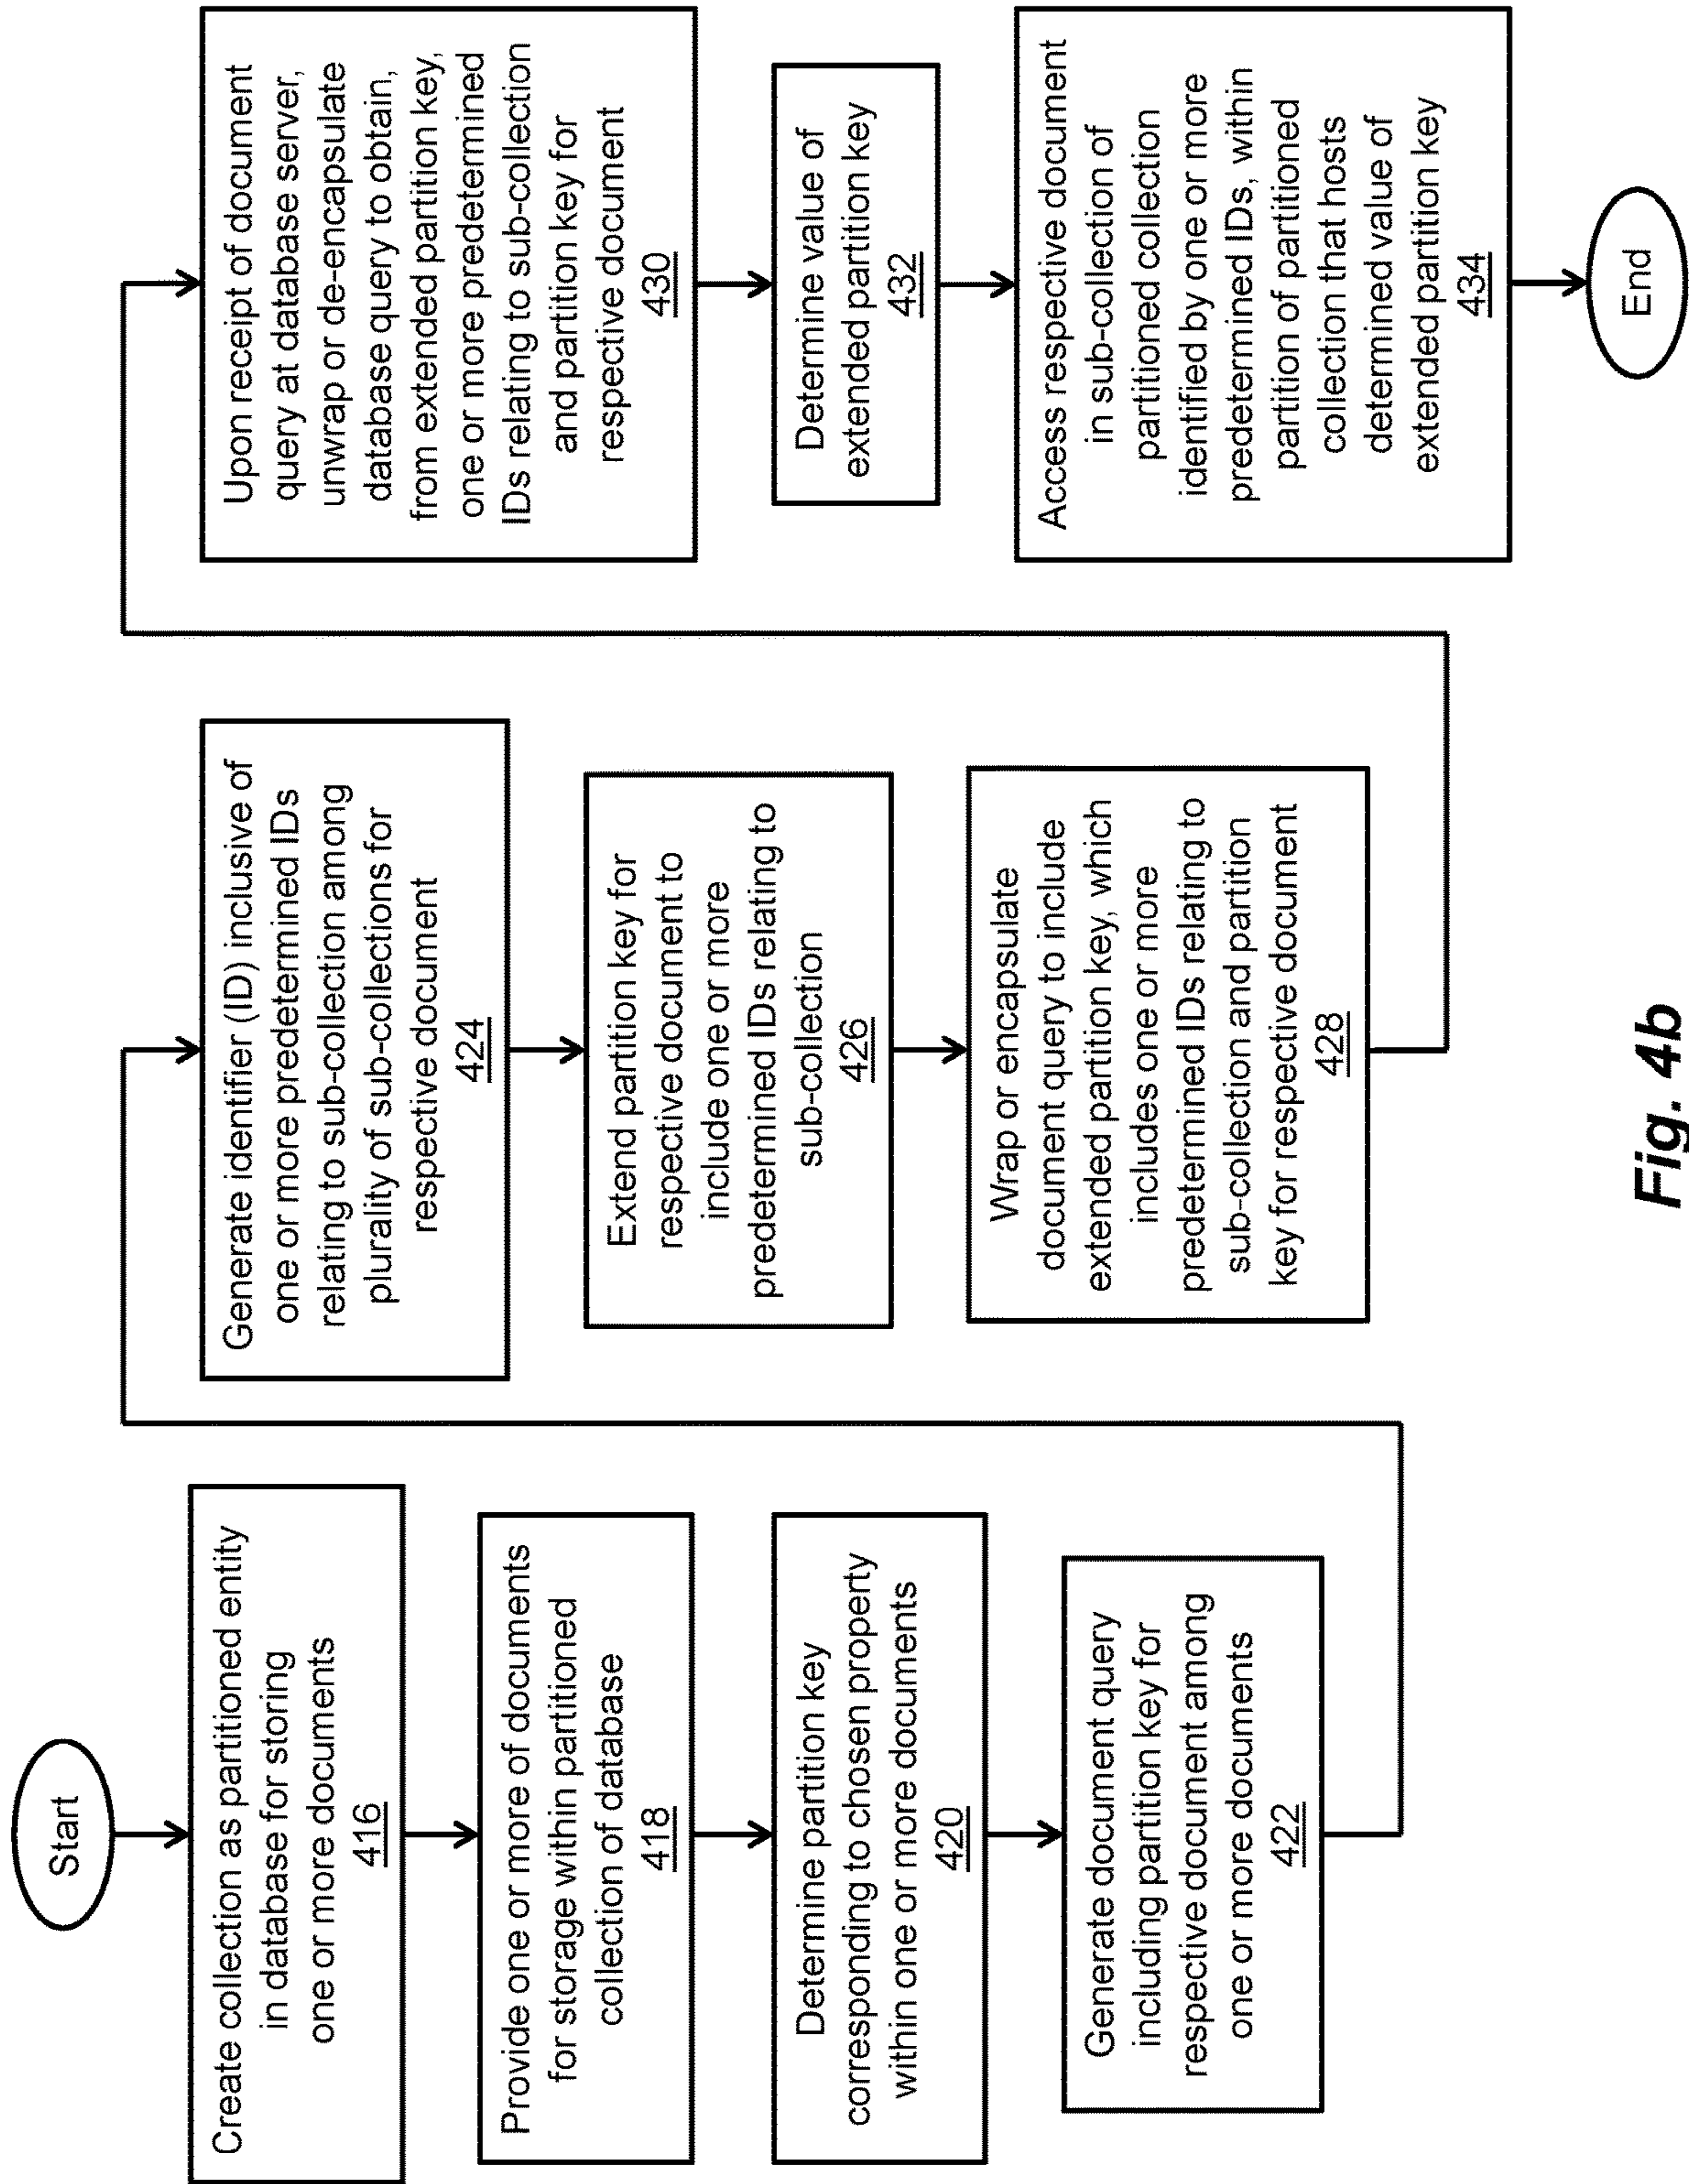 Start
Create collection as partitioned entity
in database for storing
one or more documents
416
Provide one or more of documents
for storage within partitioned
collection of database
418
Determine partition key
corresponding to chosen property
within one or more documents
420
Generate document query
including partition key for
respective document among
one or more documents
422
Generate identifier (ID) inclusive of
one or more predetermined IDs
relating to sub-collection among
plurality of sub-collections for
respective document
424
Extend partition key for
respective document to
include one or more
predetermined IDs relating to
sub-collection
426
Wrap or encapsulate
document query to include
extended partition key, which
includes one or more
predetermined IDs relating to
sub-collection and partition
key for respective document
428
Upon receipt of document
query at database server,
unwrap or de-encapsulate
database query to obtain,
from extended partition key,
one or more predetermined
IDs relating to sub-collection
and partition key for
respective document
430
Determine value of
extended partition key
432
Access respective document
in sub-collection of
partitioned collection
identified by one or more
predetermined IDs, within
partition of partitioned
collection that hosts
determined value of
extended partition key
434
End
Fig. 4b